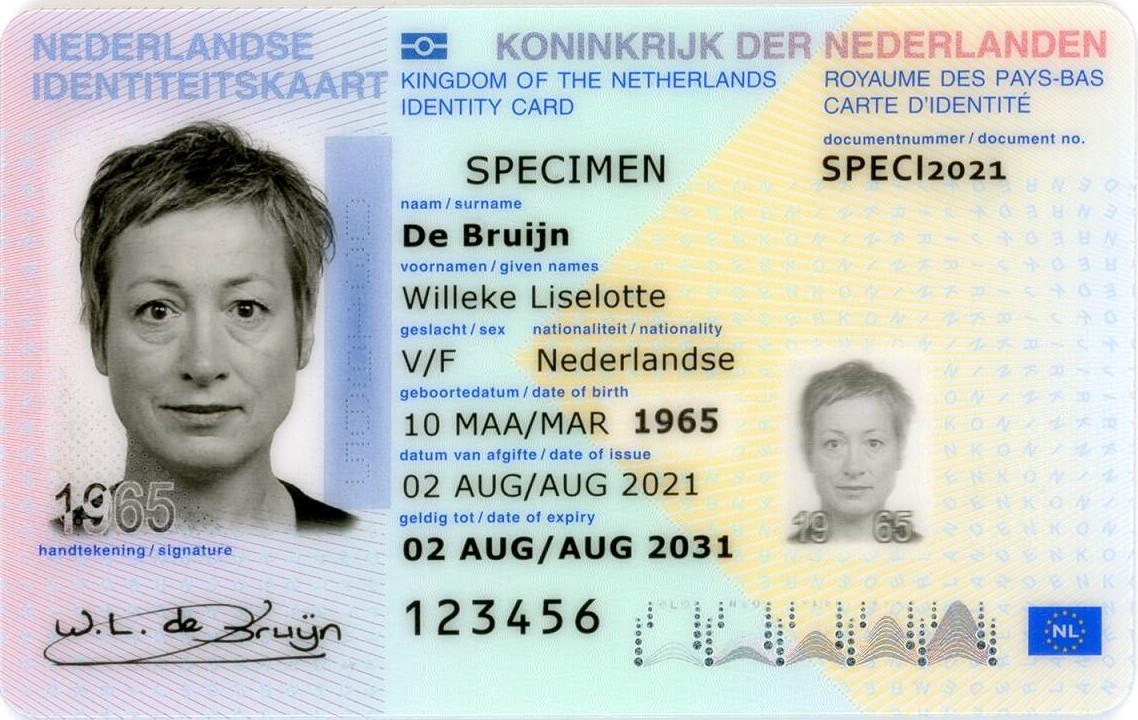 NEDERLANDSE
IDENTITEITSKAART
KONINKRIJK DER NEDERLANDEN
KINGDOM OF THE NETHERLANDS
IDENTITY CARD
ROYAUME DES PAYS-BAS
CARTE D'IDENTITÉ
documentnummer / document no.
SPECI2021
SPECIMEN
naam / surname
De Bruijn
voornamen / given names
Willeke Liselotte
geslacht / sex nationaliteit / nationality
V/F Nederlandse
geboortedatum / date of birth
10 MAA/MAR 1965
datum van afgifte / date of issue
02 AUG/AUG 2021
geldig tot / date of expiry
02 AUG/AUG 2031
123456
1965
handtekening / signature
W.L. de Bruijn
19 65
NL